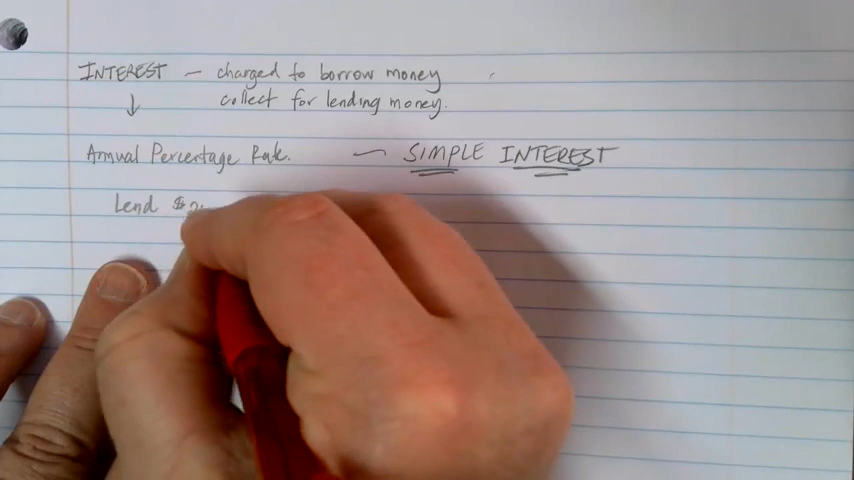 INTEREST — charged to borrow money
↓ collect for lending money.
Annual Percentage Rate. — SIMPLE INTEREST
Lend $